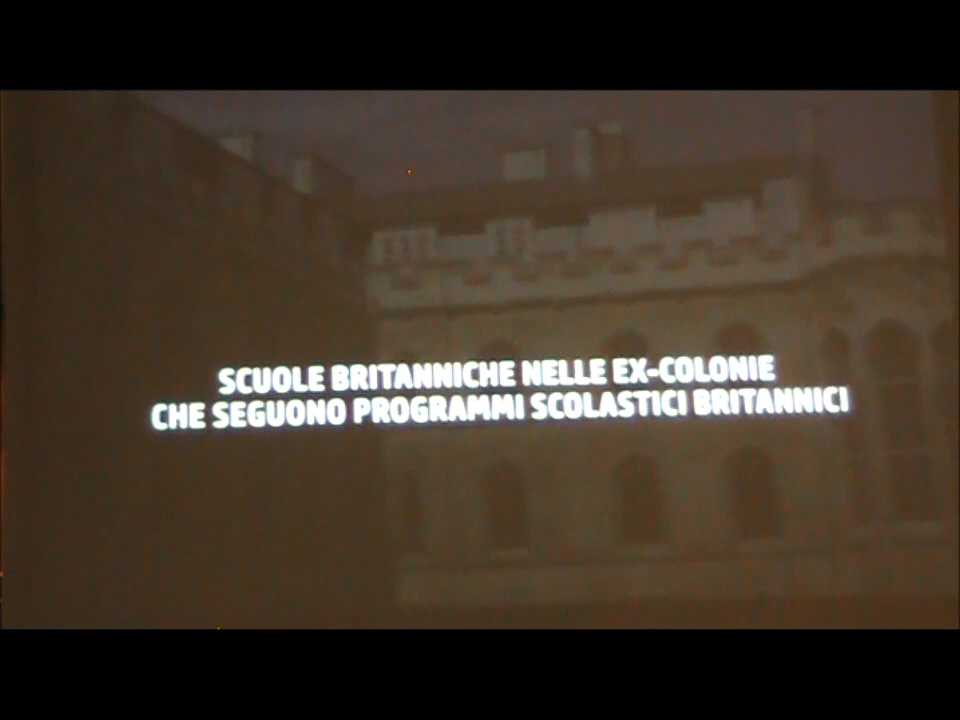 SCUOLE BRITANNICHE NELLE EX-COLONIE
CHE SEGUONO PROGRAMMI SCOLASTICI BRITANNICI